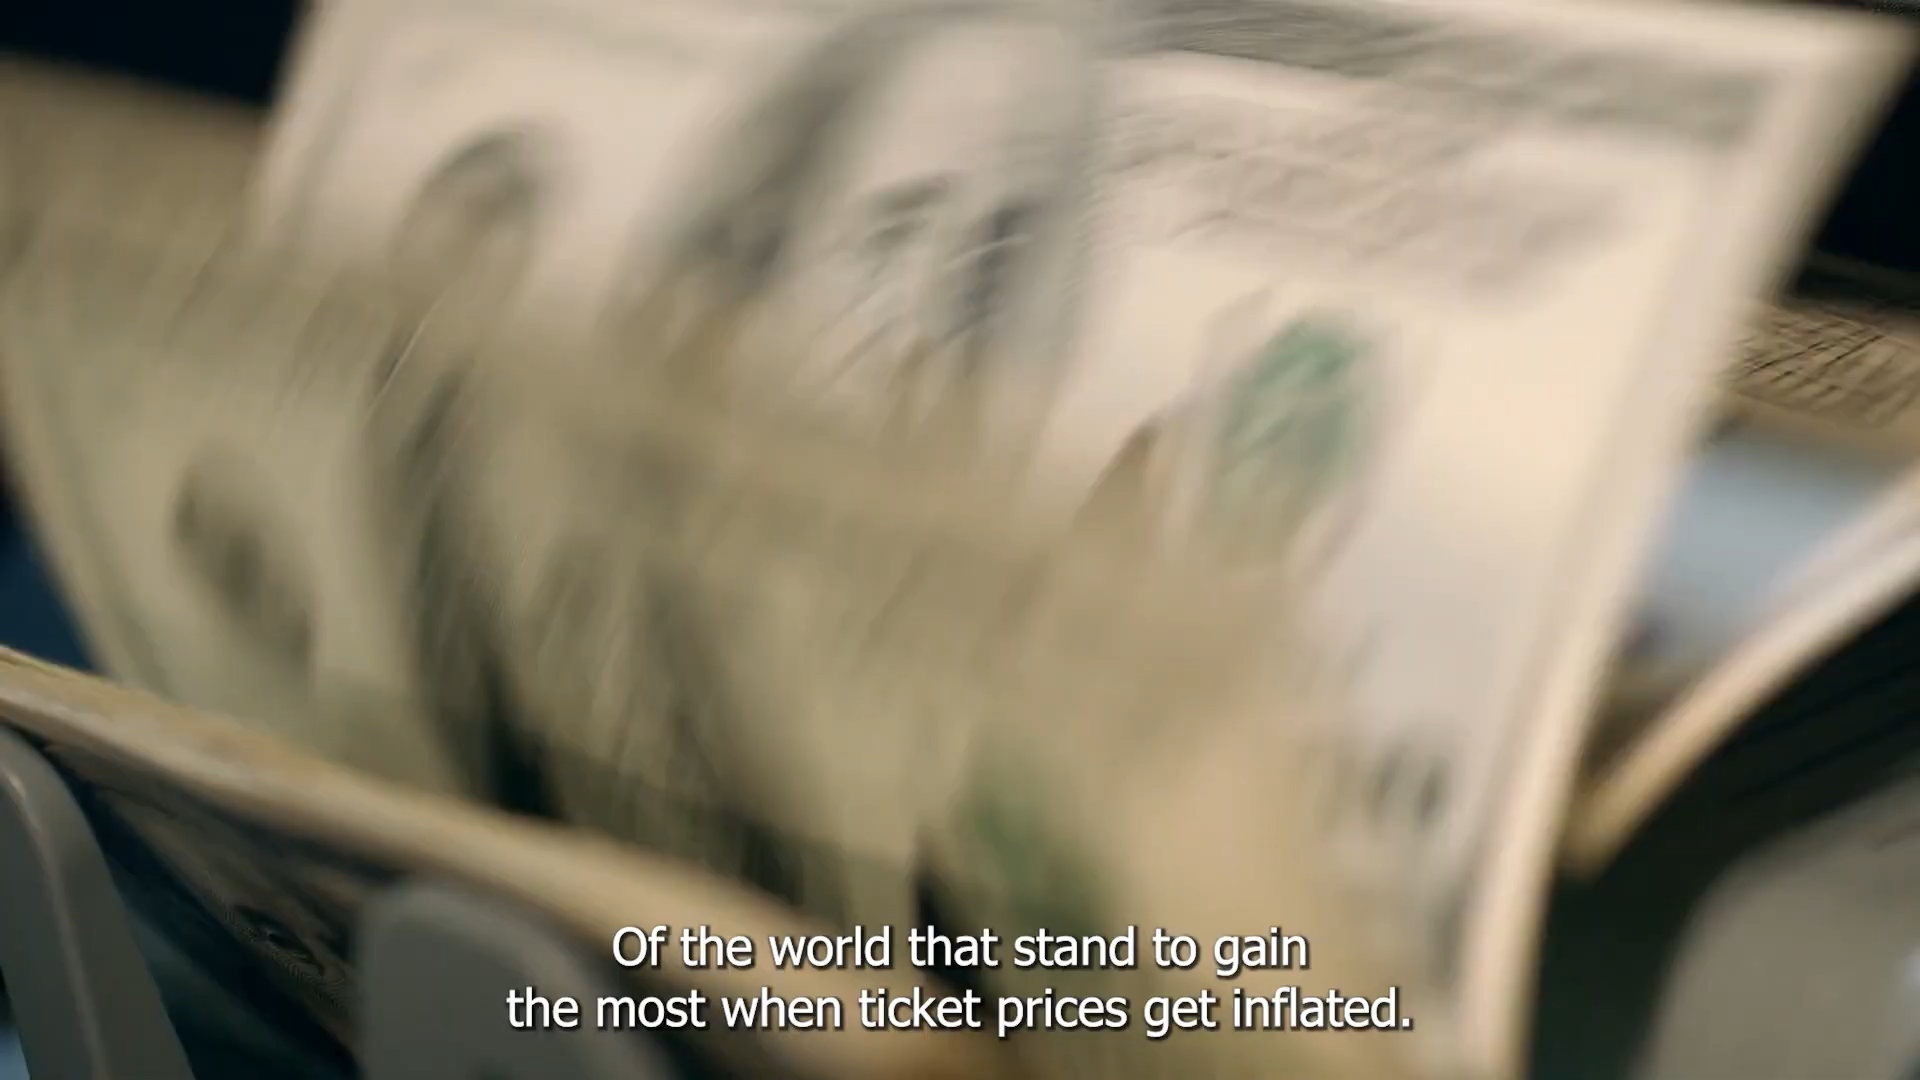 Of the world that stand to gain
the most when ticket prices get inflated.